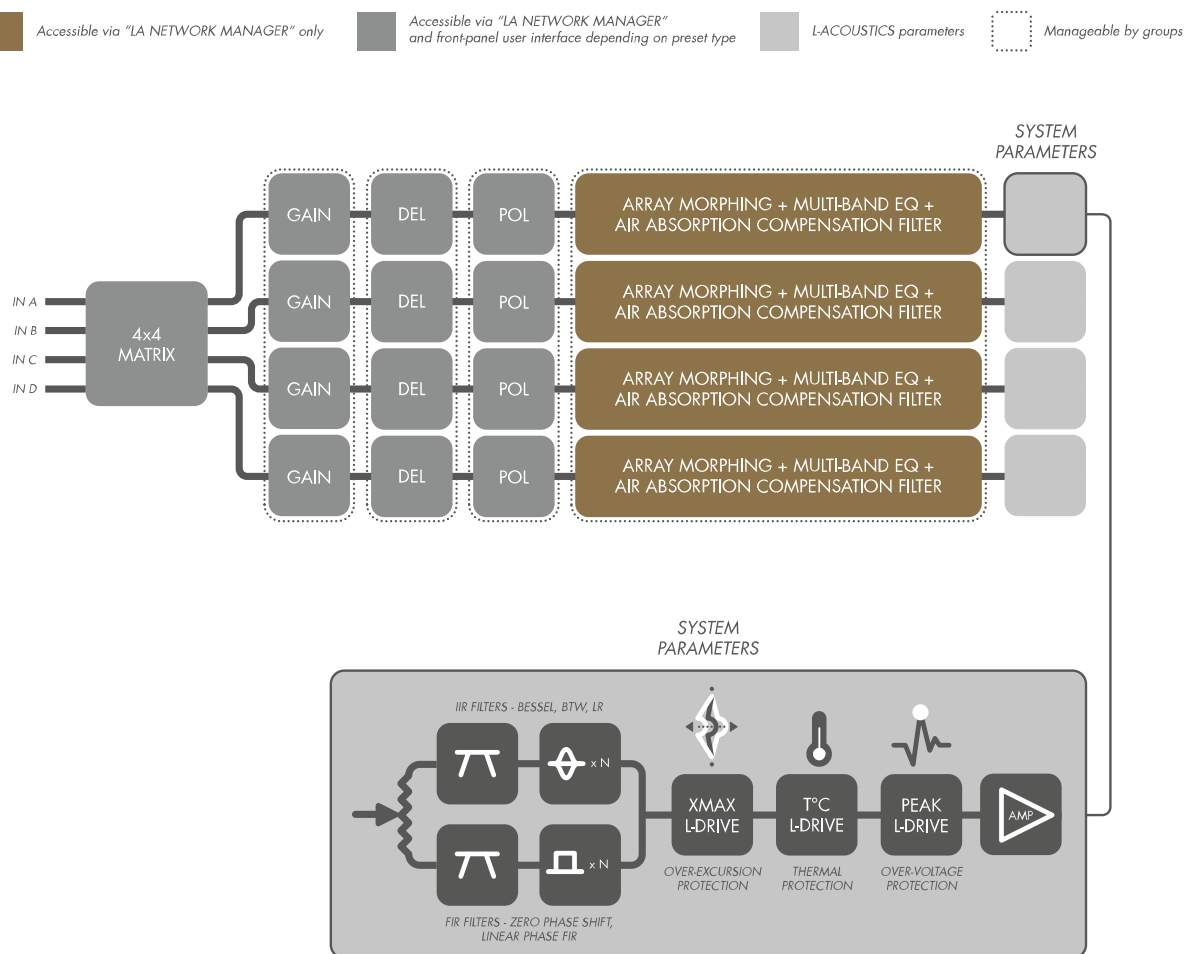 Accessible via “LA NETWORK MANAGER” only
Accessible via “LA NETWORK MANAGER”
and front-panel user interface depending on preset type
L-ACOUSTICS parameters
Manageable by groups
SYSTEM
PARAMETERS
GAIN
DEL
POL
ARRAY MORPHING + MULTI-BAND EQ +
AIR ABSORPTION COMPENSATION FILTER
IN A
IN B
IN C
IN D
4x4
MATRIX
GAIN
DEL
POL
ARRAY MORPHING + MULTI-BAND EQ +
AIR ABSORPTION COMPENSATION FILTER
GAIN
DEL
POL
ARRAY MORPHING + MULTI-BAND EQ +
AIR ABSORPTION COMPENSATION FILTER
GAIN
DEL
POL
ARRAY MORPHING + MULTI-BAND EQ +
AIR ABSORPTION COMPENSATION FILTER
SYSTEM
PARAMETERS
IIR FILTERS - BESSEL, BTW, LR
x N
x N
FIR FILTERS - ZERO PHASE SHIFT,
LINEAR PHASE FIR
XMAX
L-DRIVE
OVER-EXCURSION
PROTECTION
T°C
L-DRIVE
THERMAL
PROTECTION
PEAK
L-DRIVE
OVER-VOLTAGE
PROTECTION
AMP